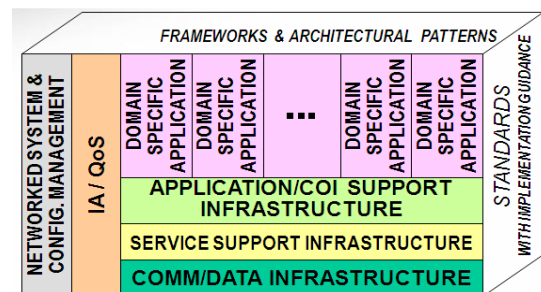 FRAMEWORKS & ARCHITECTURAL PATTERNS
NETWORKED SYSTEM &
CONFIG. MANAGEMENT
IA / QoS
DOMAIN
SPECIFIC
APPLICATION
DOMAIN
SPECIFIC
APPLICATION
...
DOMAIN
SPECIFIC
APPLICATION
DOMAIN
SPECIFIC
APPLICATION
APPLICATION/COI SUPPORT
INFRASTRUCTURE
SERVICE SUPPORT INFRASTRUCTURE
COMM/DATA INFRASTRUCTURE
STANDARDS
WITH IMPLEMENTATION GUIDANCE